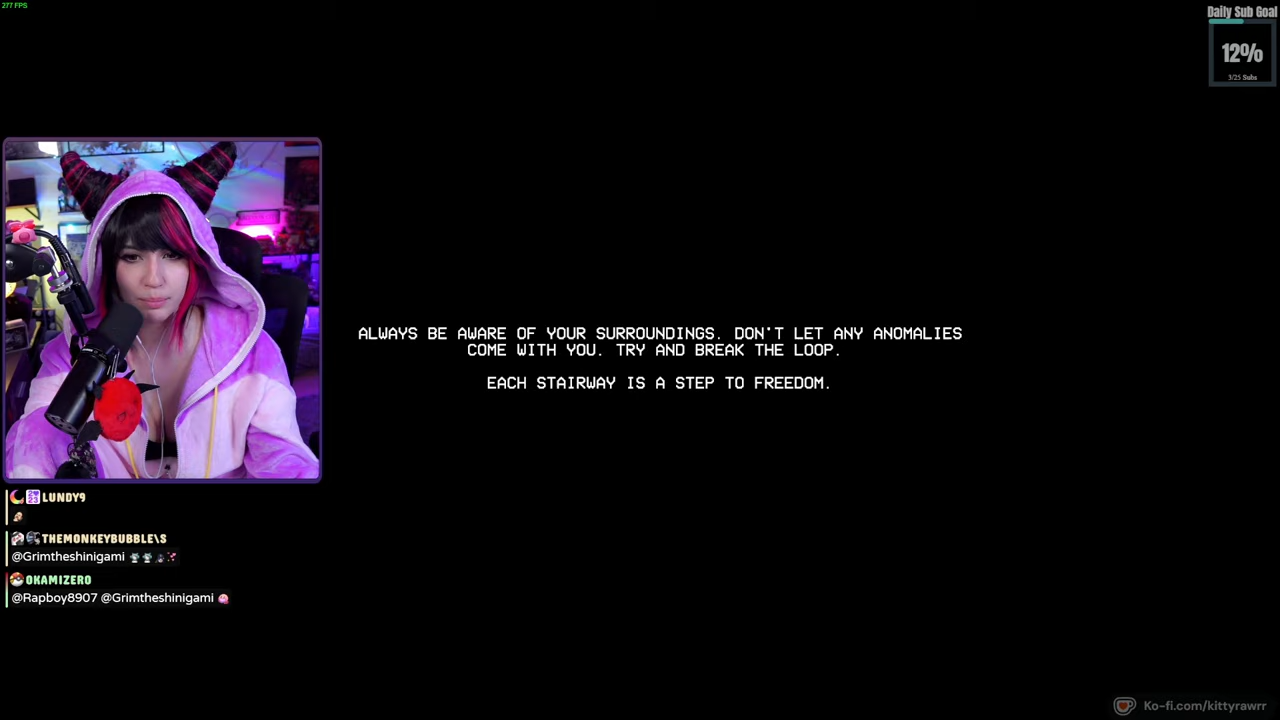 277 FPS
Daily Sub Goal
12%
3/25 Subs
ALWAYS BE AWARE OF YOUR SURROUNDINGS. DON'T LET ANY ANOMALIES
COME WITH YOU. TRY AND BREAK THE LOOP.
EACH STAIRWAY IS A STEP TO FREEDOM.
LUNDY9
THEMONKEYBUBBLE\S
@Grimtheshinigami
OKAMIZERO
@Rapboy8907 @Grimtheshinigami
Ko-fi.com/kittyrawrr